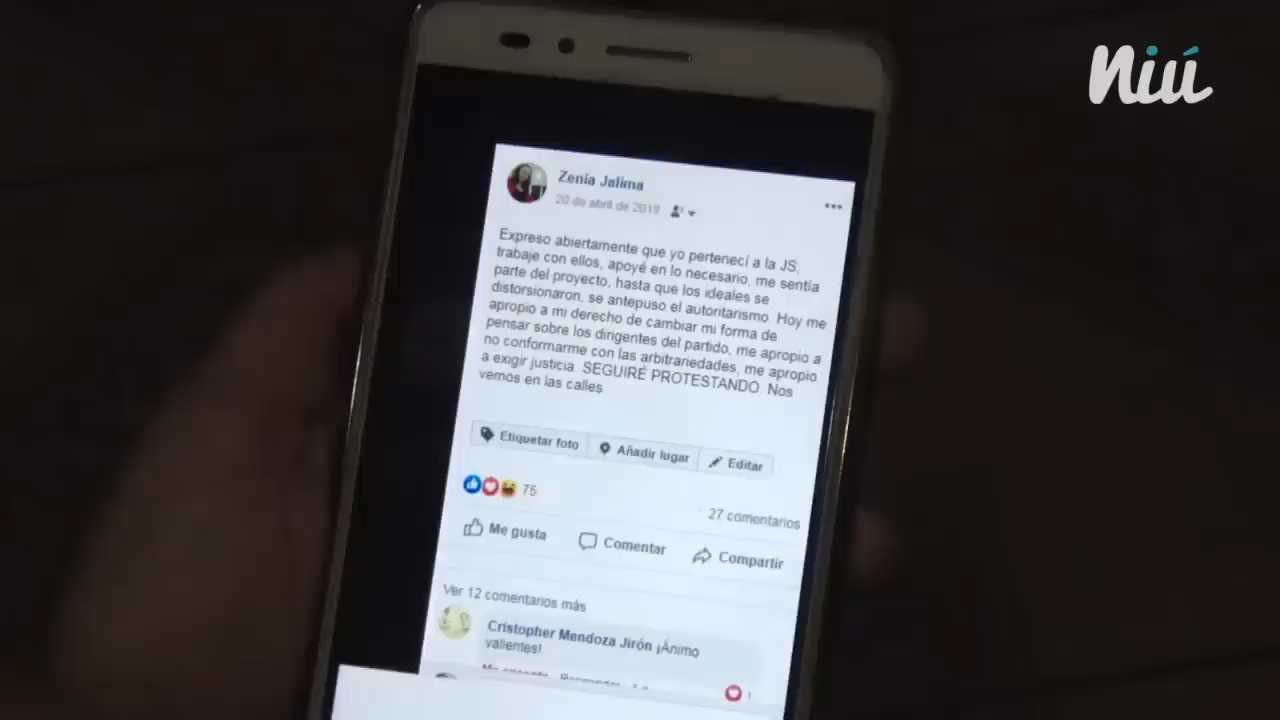 Niú
Zenia Jalima
20 de abril de 2018
Expreso abiertamente que yo pertenecí a la JS,
trabaje con ellos, apoyé en lo necesario, me sentía
parte del proyecto, hasta que los ideales se
distorsionaron, se antepuso el autoritarismo. Hoy me
apropio a mi derecho de cambiar mi forma de
pensar sobre los dirigentes del partido, me apropio a
no conformarme con las arbitrariedades, me apropio
a exigir justicia. SEGUIRÉ PROTESTANDO. Nos
vemos en las calles
Etiquetar foto Añadir lugar Editar
75
27 comentarios
Me gusta Comentar Compartir
Ver 12 comentarios más
Cristopher Mendoza Jirón ¡Ánimo
valientes!
1